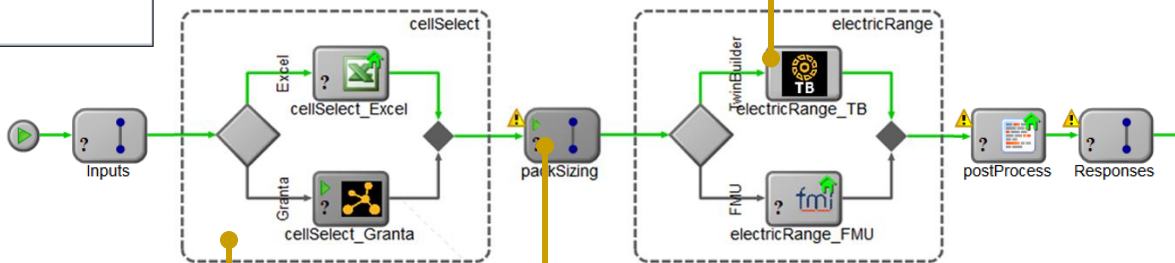 cellSelect
electricRange
Excel
?
cellSelect_Excel
TwinBuilder
TB
electricRange_TB
?
Inputs
?
packSizing
?
postProcess
?
Responses
Granta
?
cellSelect_Granta
FMU
?
fmi
electricRange_FMU